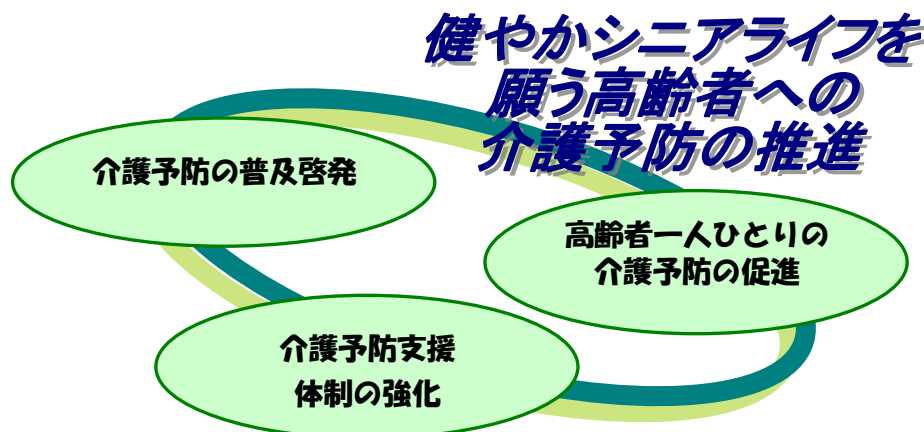 健やかシニアライフを
願う高齢者への
介護予防の推進
介護予防の普及啓発
高齢者一人ひとりの
介護予防の促進
介護予防支援
体制の強化